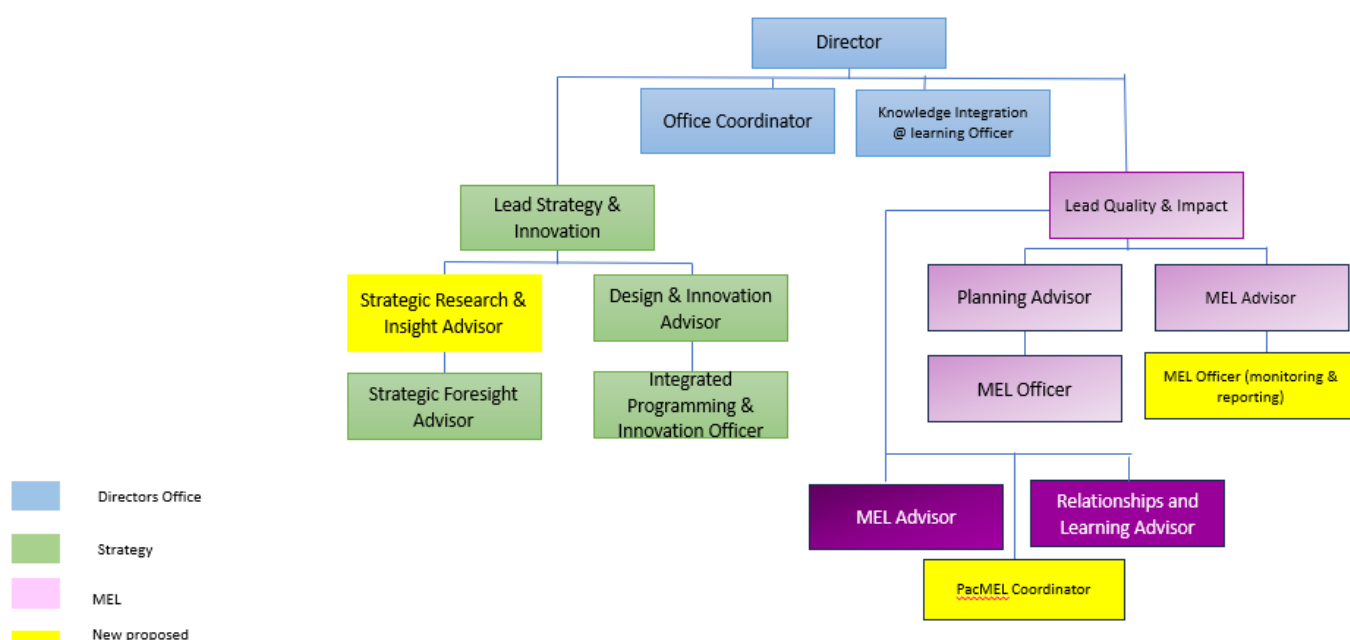 Director
Office Coordinator
Knowledge Integration
@ learning Officer
Lead Strategy &
Innovation
Lead Quality & Impact
Strategic Research &
Insight Advisor
Design & Innovation
Advisor
Planning Advisor
MEL Advisor
Strategic Foresight
Advisor
Integrated
Programming &
Innovation Officer
MEL Officer
MEL Officer (monitoring &
reporting)
MEL Advisor
Relationships and
Learning Advisor
PacMEL Coordinator
Directors Office
Strategy
MEL
New proposed